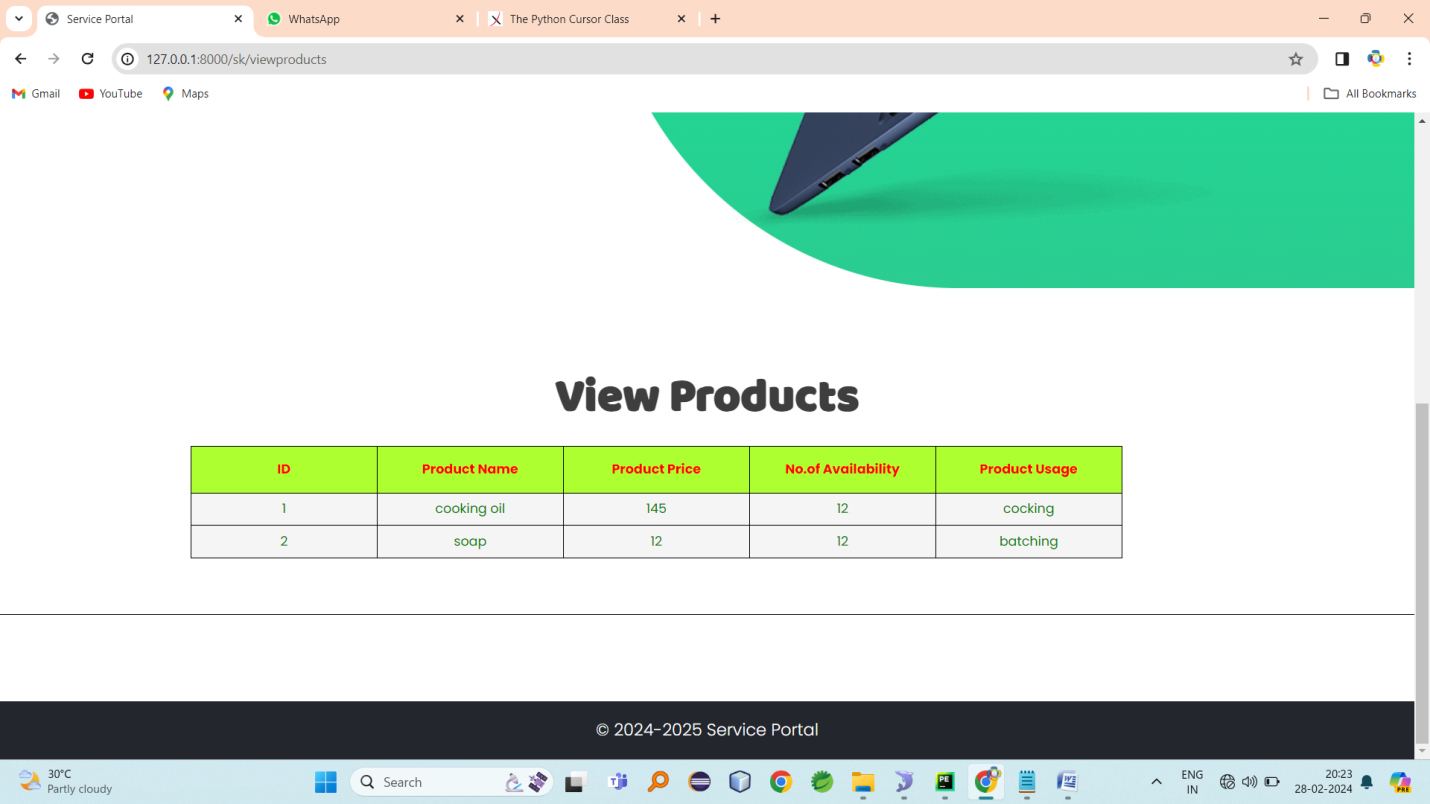 Service Portal
WhatsApp
The Python Cursor Class
127.0.0.1:8000/sk/viewproducts
Gmail
YouTube
Maps
All Bookmarks
View Products
ID Product Name Product Price No.of Availability Product Usage
1 cooking oil 145 12 cocking
2 soap 12 12 batching
© 2024-2025 Service Portal
30°C
Partly cloudy
Search
ENG
IN
20:23
28-02-2024
PRE